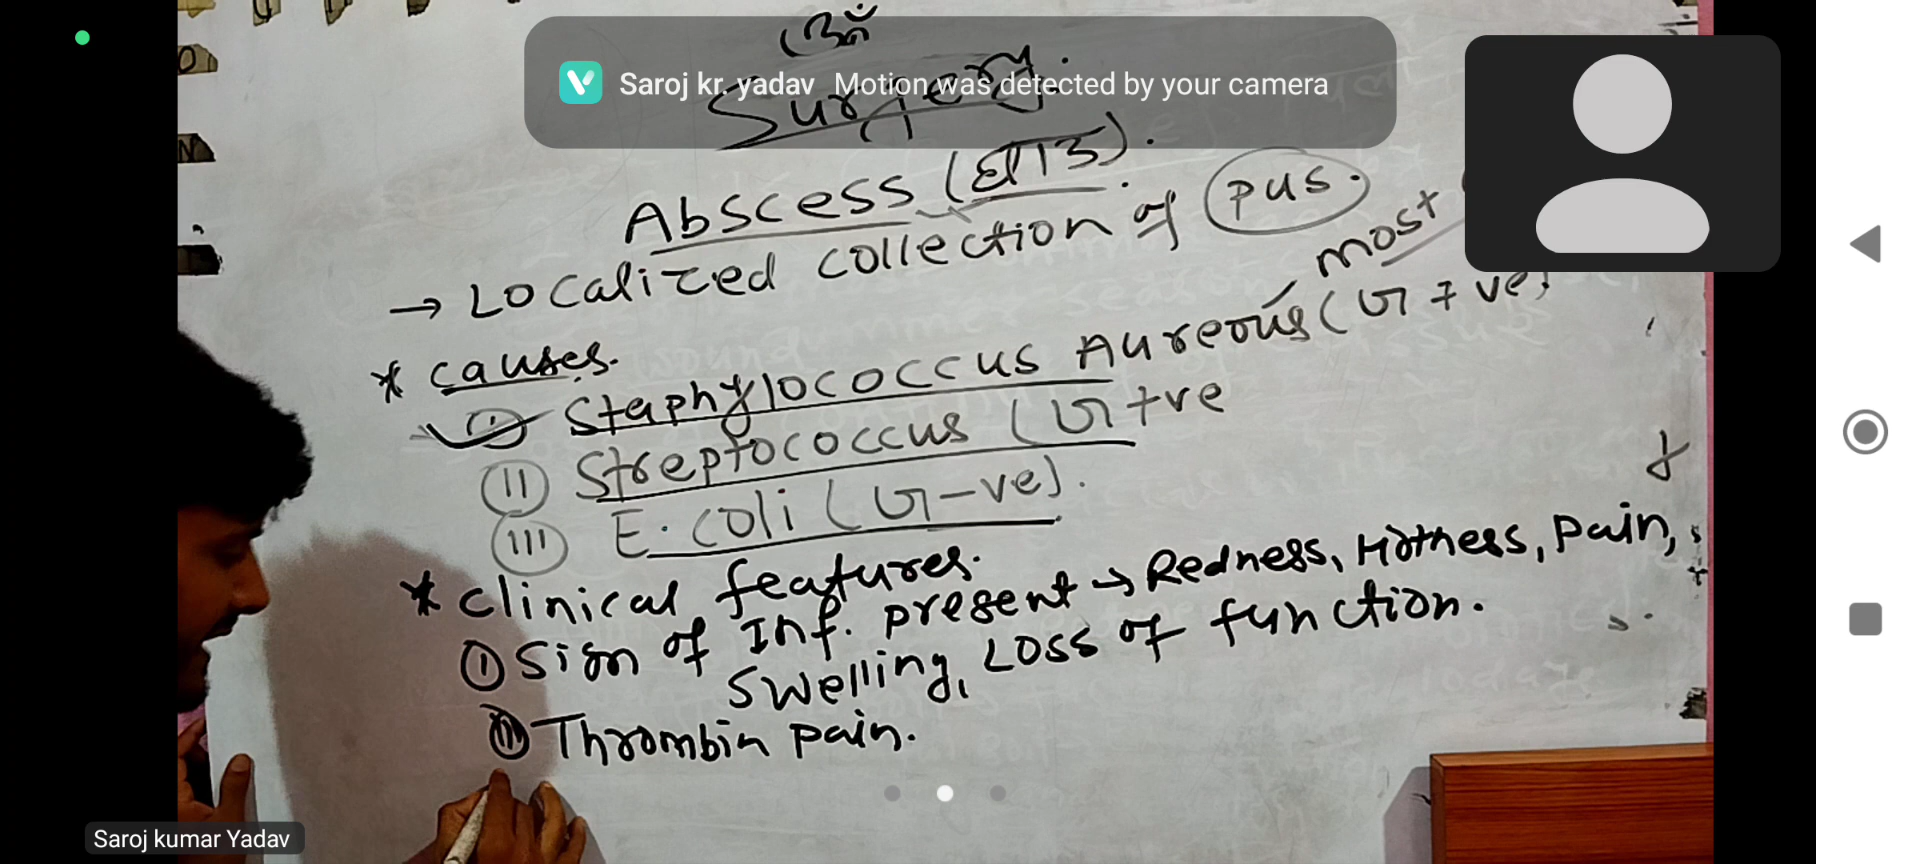 Saroj kr. yadav Motion was detected by your camera
Surgery.
Abscess (घाउ).
→ Localized collection of pus.
* causes.
most
(I) Staphylococcus Aureous (G+ve)
(II) Streptococcus (G+ve
(III) E. coli (G-ve).
* clinical features.
(I) Sign of Inf. present → Redness, Hotness, Pain,
Swelling, Loss of function.
(II) Thrombin pain.
Saroj kumar Yadav